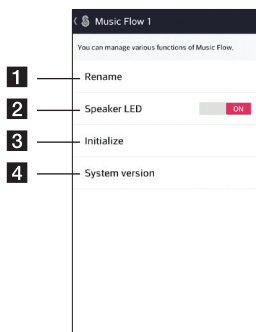 Music Flow 1
You can manage various functions of Music Flow.
1 Rename
2 Speaker LED ON
3 Initialize
4 System version